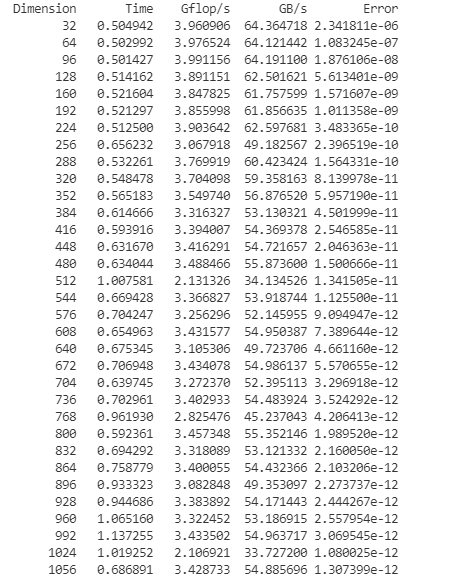 Dimension Time Gflop/s GB/s Error
32 0.504942 3.960906 64.364718 2.341811e-06
64 0.502992 3.976524 64.121442 1.083245e-07
96 0.501427 3.991156 64.191100 1.876106e-08
128 0.514162 3.891151 62.501621 5.613401e-09
160 0.521604 3.847825 61.757599 1.571607e-09
192 0.521297 3.855998 61.856635 1.011358e-09
224 0.512500 3.903642 62.597681 3.483365e-10
256 0.656232 3.067918 49.182567 2.396519e-10
288 0.532261 3.769919 60.423424 1.564331e-10
320 0.548478 3.704098 59.358163 8.139978e-11
352 0.565183 3.549740 56.876520 5.957190e-11
384 0.614666 3.316327 53.130321 4.501999e-11
416 0.593916 3.394007 54.369378 2.546585e-11
448 0.631670 3.416291 54.721657 2.046363e-11
480 0.634044 3.488466 55.873600 1.500666e-11
512 1.007581 2.131326 34.134526 1.341505e-11
544 0.669428 3.366827 53.918744 1.125500e-11
576 0.704247 3.256296 52.145955 9.094947e-12
608 0.654963 3.431577 54.950387 7.389644e-12
640 0.675345 3.105306 49.723706 4.661160e-12
672 0.706948 3.434078 54.986137 5.570655e-12
704 0.639745 3.272370 52.395113 3.296918e-12
736 0.702961 3.402933 54.483924 3.524292e-12
768 0.961930 2.825476 45.237043 4.206413e-12
800 0.592361 3.457348 55.352146 1.989520e-12
832 0.694292 3.318089 53.121332 2.160050e-12
864 0.758779 3.400055 54.432366 2.103206e-12
896 0.933323 3.082848 49.353097 2.273737e-12
928 0.944686 3.383892 54.171443 2.444267e-12
960 1.065160 3.322452 53.186915 2.557954e-12
992 1.137255 3.433502 54.963717 3.069545e-12
1024 1.019252 2.106921 33.727200 1.080025e-12
1056 0.686891 3.428733 54.885696 1.307399e-12